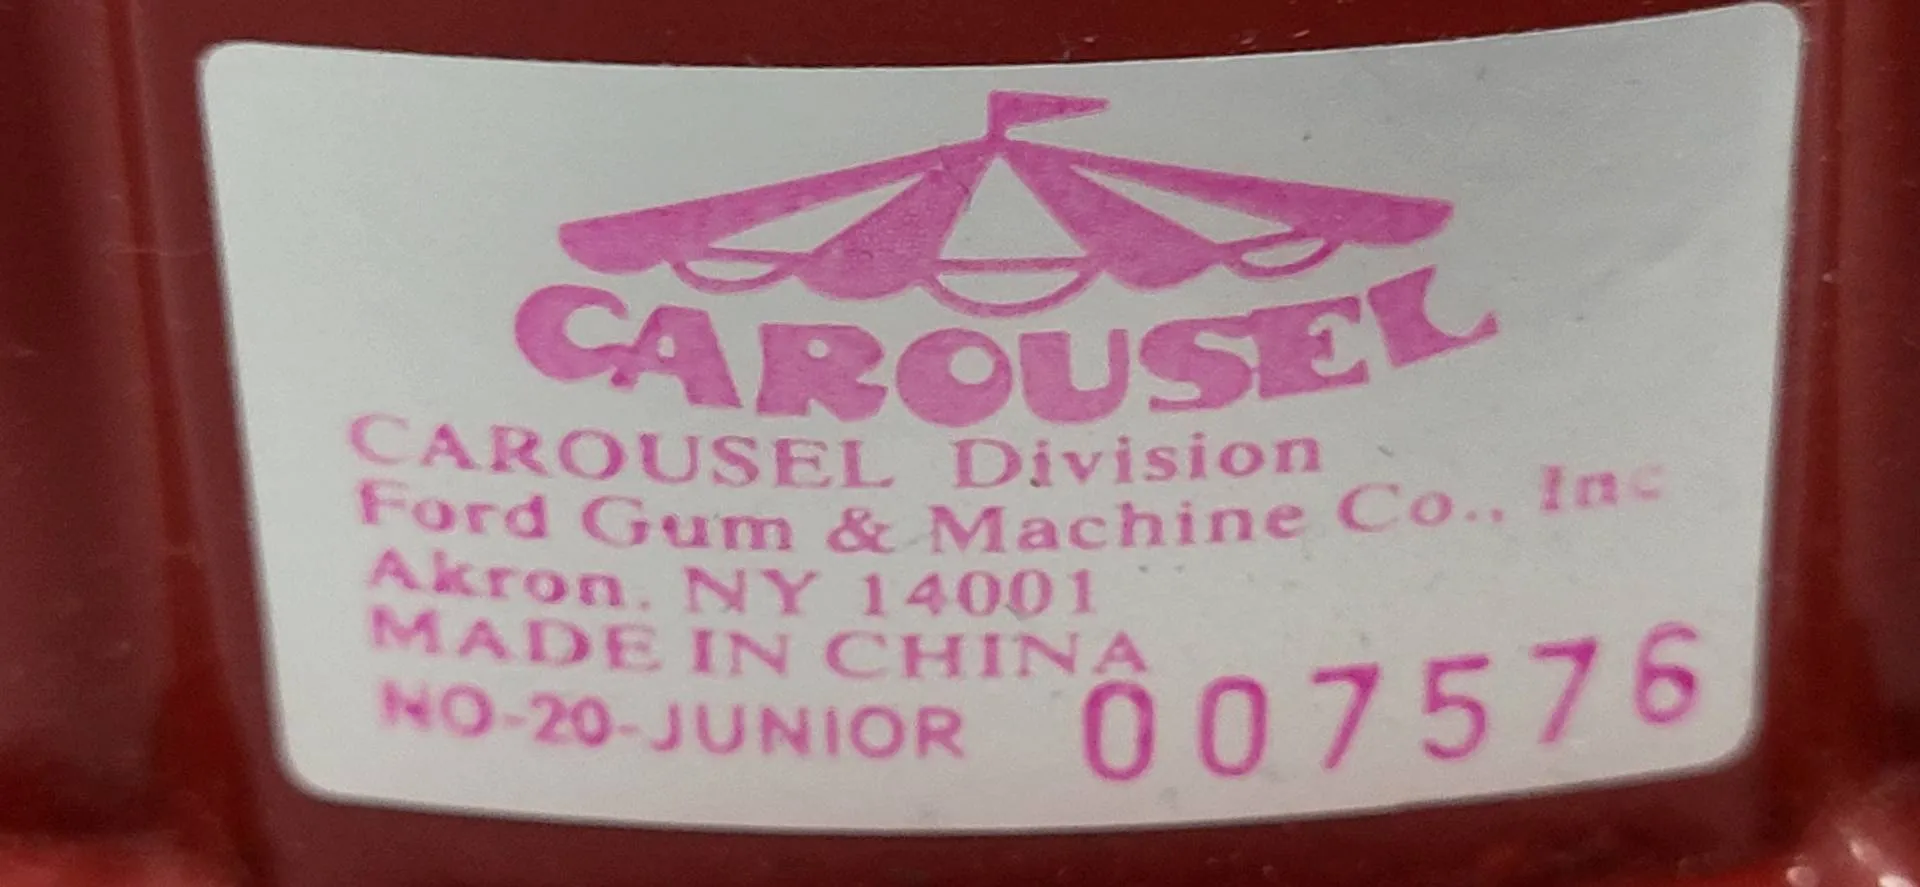 CAROUSEL
CAROUSEL Division
Ford Gum & Machine Co., Inc
Akron. NY 14001
MADE IN CHINA
NO-20-JUNIOR 007576